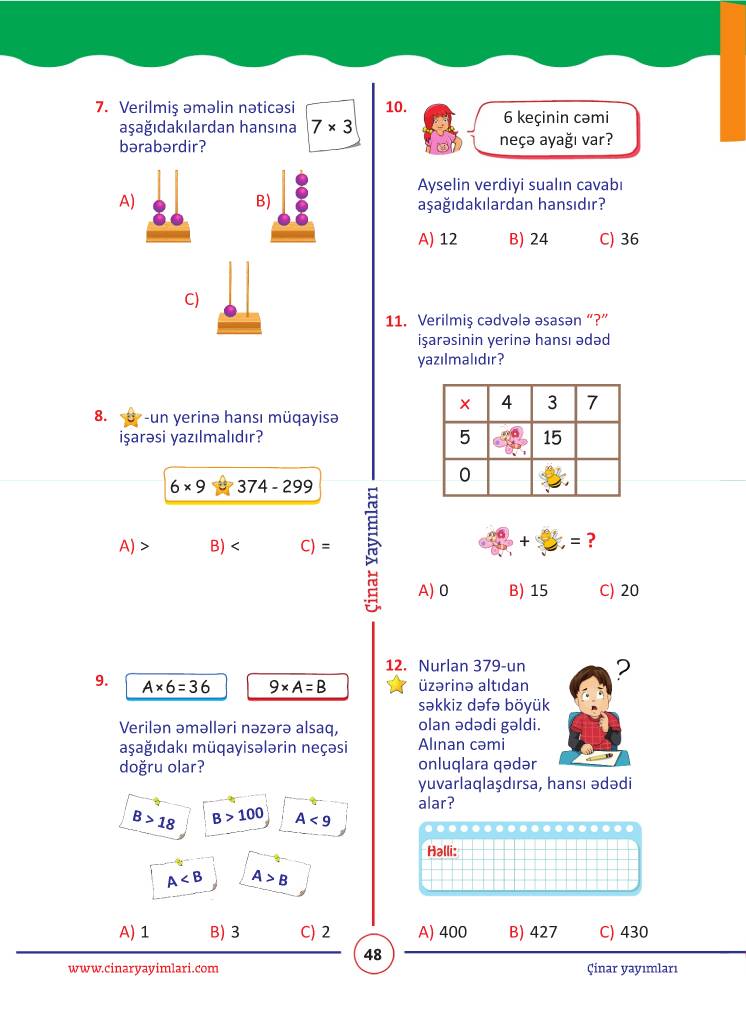 7. Verilmiş əməlin nəticəsi
aşağıdakılardan hansına
bərabərdir?
7 × 3
A)
B)
C)
8. -un yerinə hansı müqayisə
işarəsi yazılmalıdır?
6 × 9 374 - 299
A) > B) < C) =
9.
A×6=36 9×A=B
Verilən əməlləri nəzərə alsaq,
aşağıdakı müqayisələrin neçəsi
doğru olar?
B > 18 B > 100 A < 9
A < B A > B
A) 1 B) 3 C) 2
10.
6 keçinin cəmi
neçə ayağı var?
Ayselin verdiyi sualın cavabı
aşağıdakılardan hansıdır?
A) 12 B) 24 C) 36
11. Verilmiş cədvələ əsasən “?”
işarəsinin yerinə hansı ədəd
yazılmalıdır?
x 4 3 7
5 15
0
+ = ?
A) 0 B) 15 C) 20
12. Nurlan 379-un
üzərinə altıdan
səkkiz dəfə böyük
olan ədədi gəldi.
Alınan cəmi
onluqlara qədər
yuvarlaqlaşdırsa, hansı ədədi
alar?
?
Həlli:
A) 400 B) 427 C) 430
Çinar Yayımları
www.cinaryayimlari.com
48
Çinar yayımları